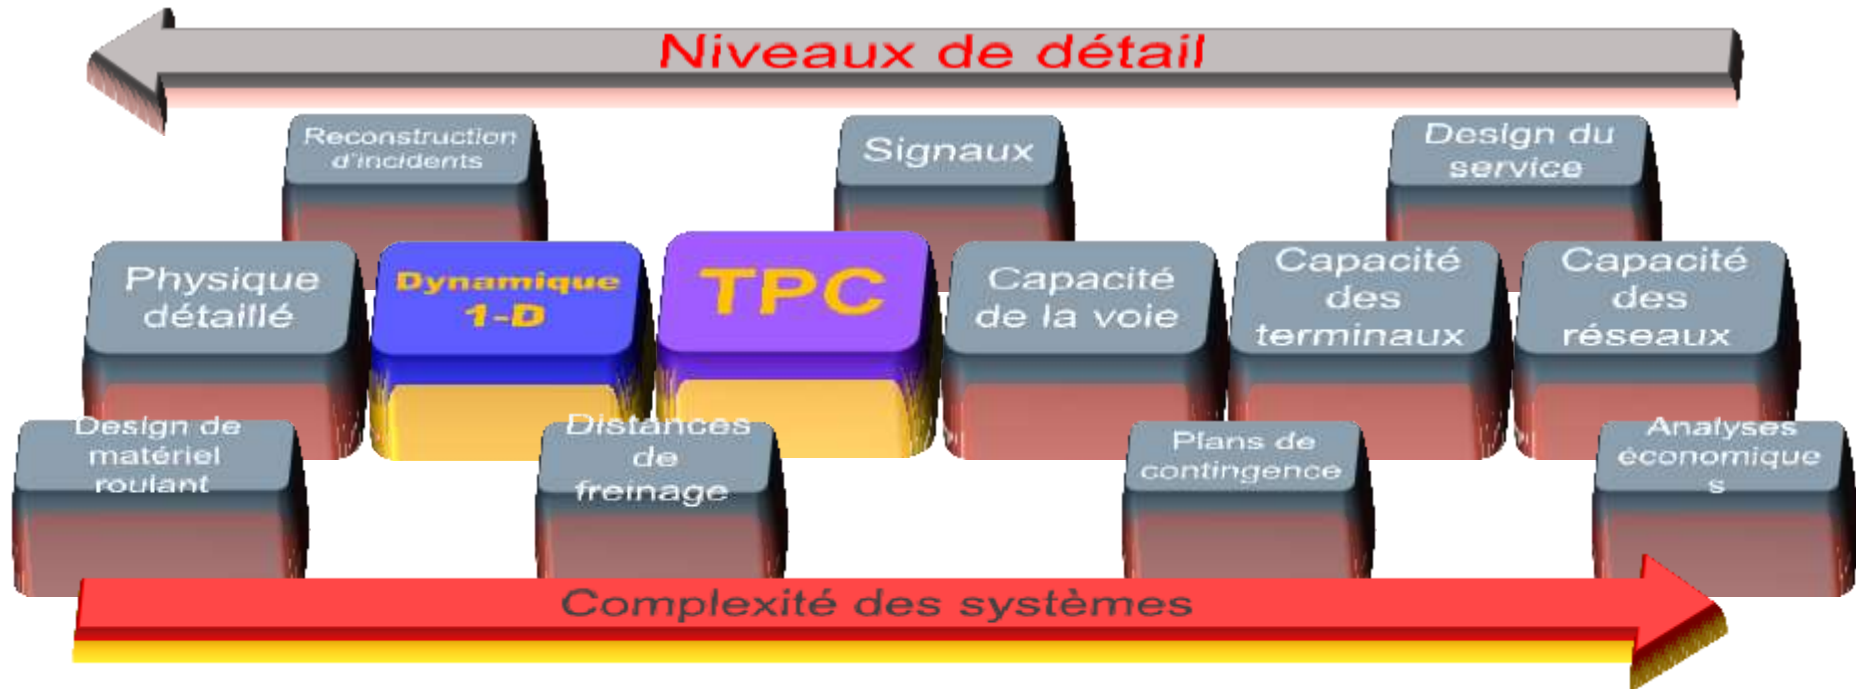 Niveaux de détail
Reconstruction
d'incidents
Signaux
Design du
service
Physique
détaillé
Dynamique
1-D
TPC
Capacité
de la voie
Capacité
des
terminaux
Capacité
des
réseaux
Design de
matériel
roulant
Distances
de
freinage
Plans de
contingence
Analyses
économique
s
Complexité des systèmes